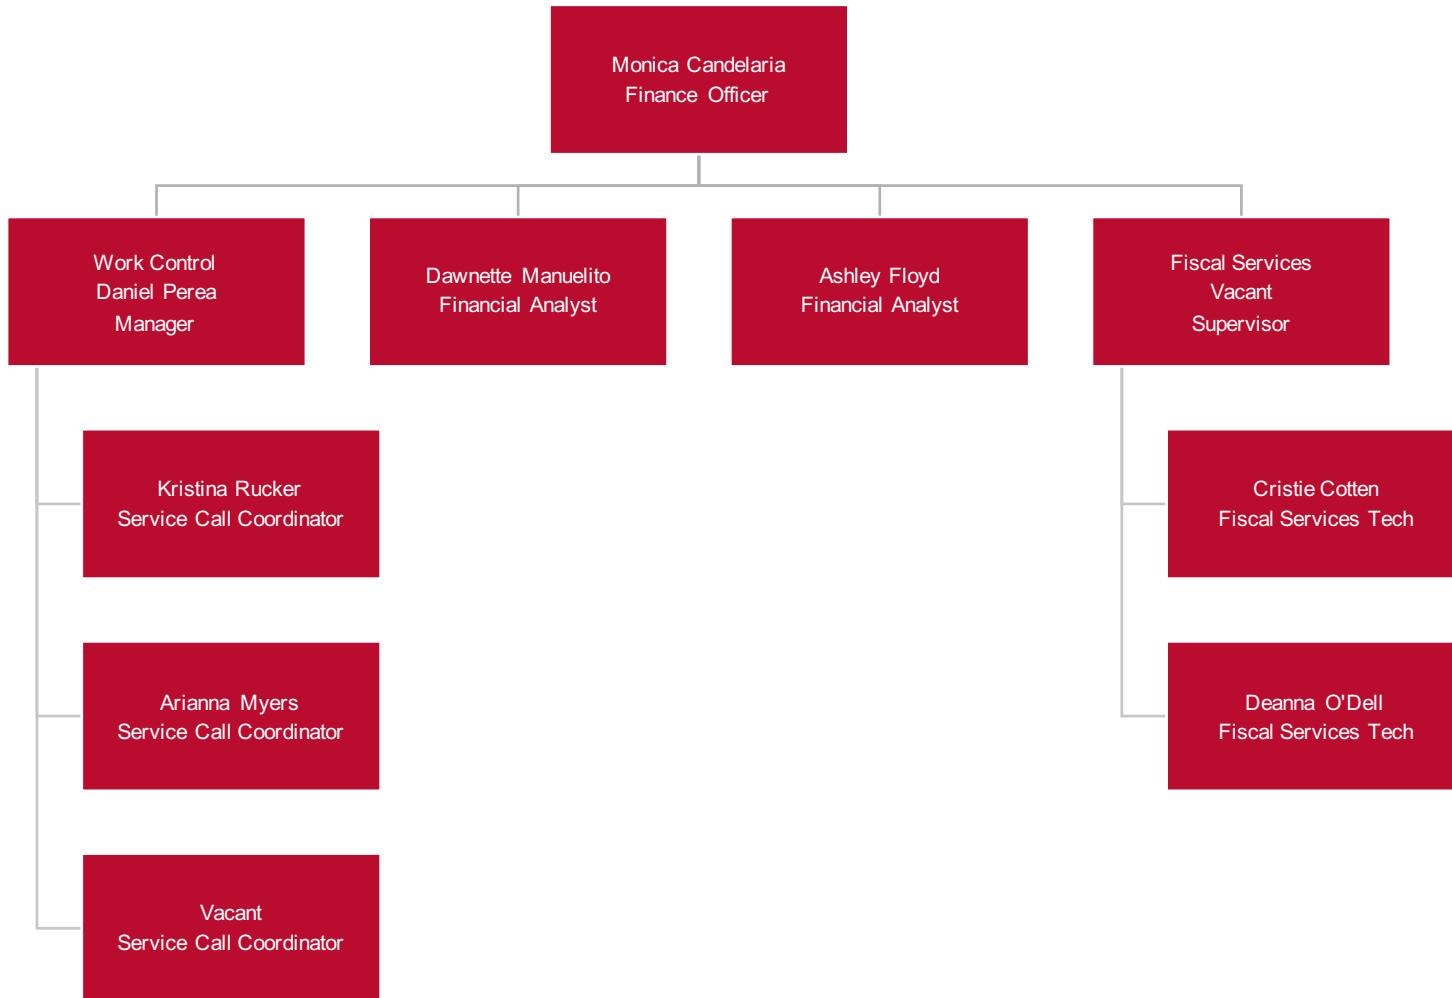 Monica Candelaria
Finance Officer
Work Control
Daniel Perea
Manager
Dawnette Manuelito
Financial Analyst
Ashley Floyd
Financial Analyst
Fiscal Services
Vacant
Supervisor
Kristina Rucker
Service Call Coordinator
Cristie Cotten
Fiscal Services Tech
Arianna Myers
Service Call Coordinator
Deanna O'Dell
Fiscal Services Tech
Vacant
Service Call Coordinator